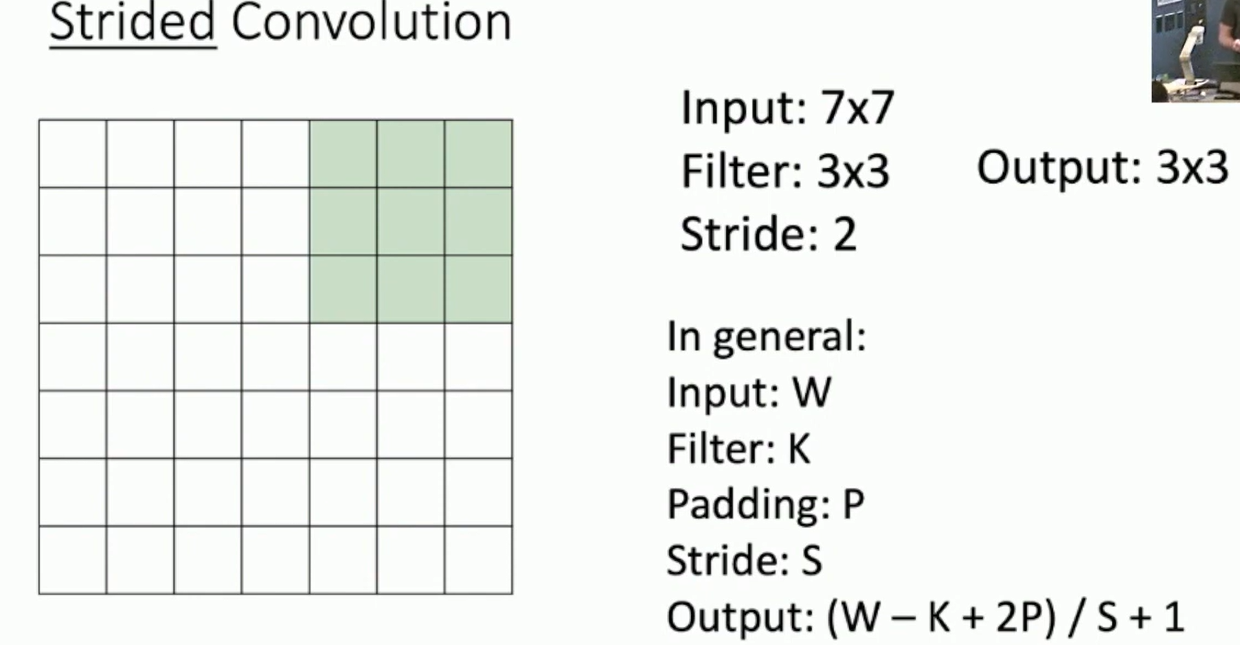 Strided Convolution
Input: 7x7
Filter: 3x3
Output: 3x3
Stride: 2
In general:
Input: W
Filter: K
Padding: P
Stride: S
Output: (W – K + 2P) / S + 1